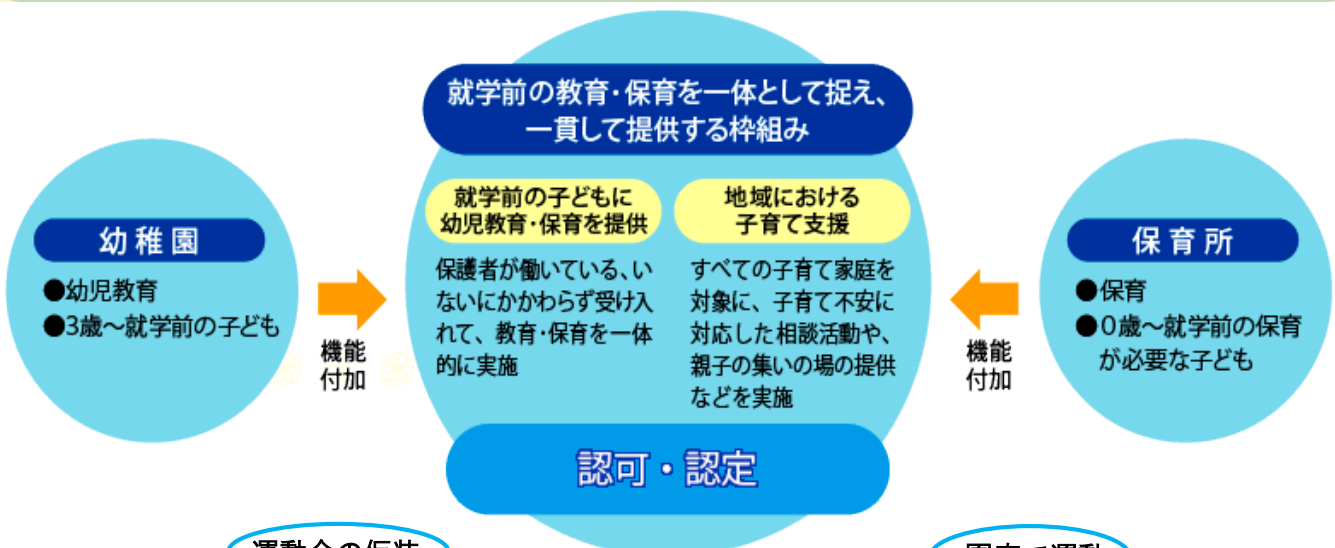 就学前の教育・保育を一体として捉え、
一貫して提供する枠組み
幼稚園
●幼児教育
●3歳～就学前の子ども
機能
付加
就学前の子どもに
幼児教育・保育を提供
保護者が働いている、い
ないにかかわらず受け入
れて、教育・保育を一体
的に実施
地域における
子育て支援
すべての子育て家庭を
対象に、子育て不安に
対応した相談活動や、
親子の集いの場の提供
などを実施
機能
付加
保育所
●保育
●0歳～就学前の保育
が必要な子ども
認可・認定
運動会の仮装